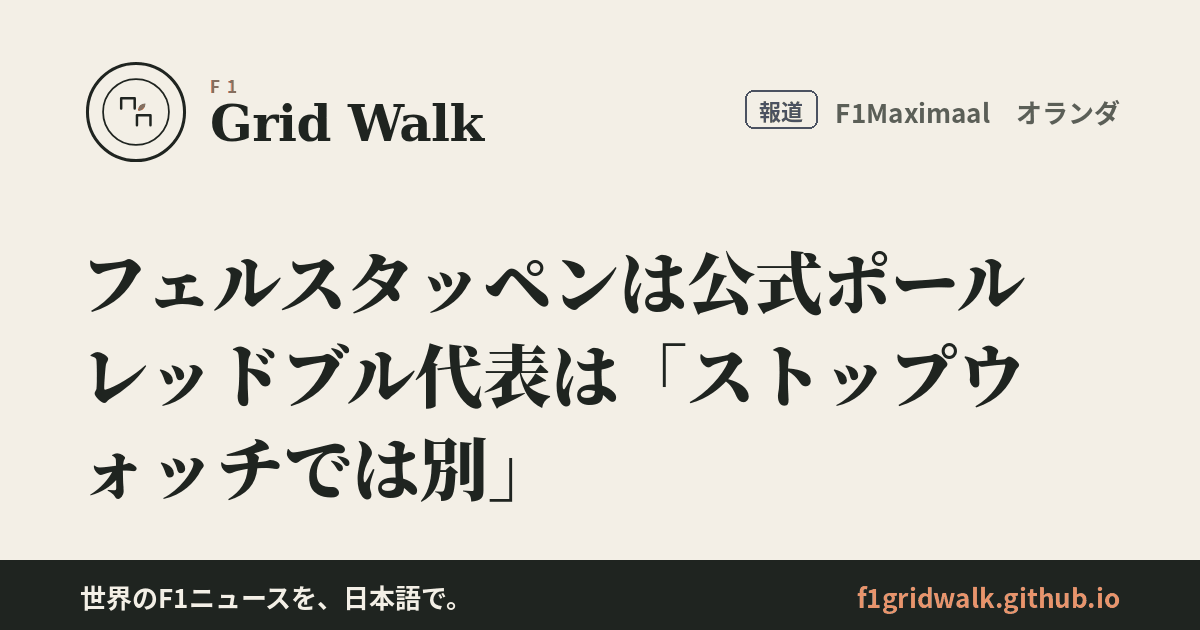 F1
Grid Walk
報道 F1Maximaal オランダ
フェルスタッペンは公式ポール
レッドブル代表は「ストップウ
ォッチでは別」
世界のF1ニュースを、日本語で。
f1gridwalk.github.io